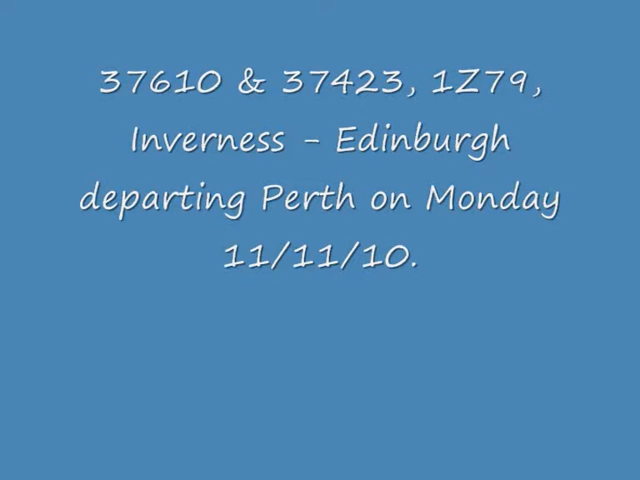 37610 & 37423, 1Z79,
Inverness - Edinburgh
departing Perth on Monday
11/11/10.